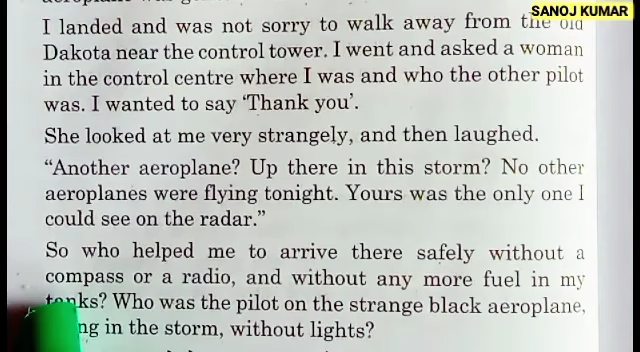 SANOJ KUMAR
I landed and was not sorry to walk away from the old
Dakota near the control tower. I went and asked a woman
in the control centre where I was and who the other pilot
was. I wanted to say ‘Thank you’.
She looked at me very strangely, and then laughed.
“Another aeroplane? Up there in this storm? No other
aeroplanes were flying tonight. Yours was the only one I
could see on the radar.”
So who helped me to arrive there safely without a
compass or a radio, and without any more fuel in my
tanks? Who was the pilot on the strange black aeroplane,
in the storm, without lights?